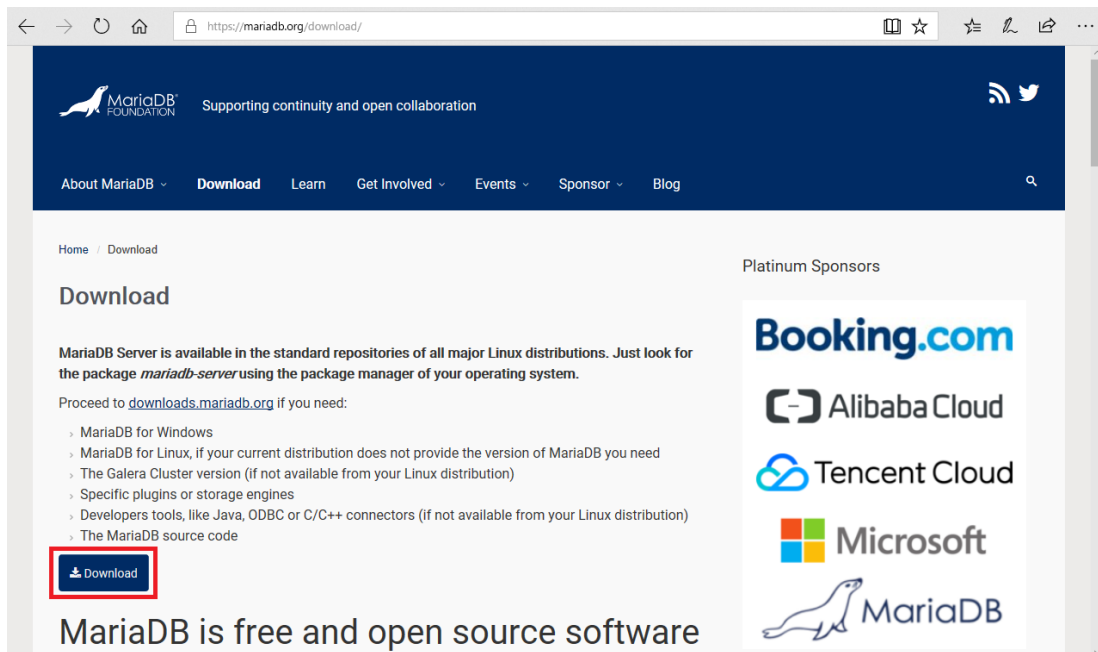 https://mariadb.org/download/
MariaDB
FOUNDATION
Supporting continuity and open collaboration
About MariaDB Download Learn Get Involved Events Sponsor Blog
Home / Download
Download
MariaDB Server is available in the standard repositories of all major Linux distributions. Just look for
the package mariadb-server using the package manager of your operating system.
Proceed to downloads.mariadb.org if you need:
› MariaDB for Windows
› MariaDB for Linux, if your current distribution does not provide the version of MariaDB you need
› The Galera Cluster version (if not available from your Linux distribution)
› Specific plugins or storage engines
› Developers tools, like Java, ODBC or C/C++ connectors (if not available from your Linux distribution)
› The MariaDB source code
Download
MariaDB is free and open source software
Platinum Sponsors
Booking.com
Alibaba Cloud
Tencent Cloud
Microsoft
MariaDB